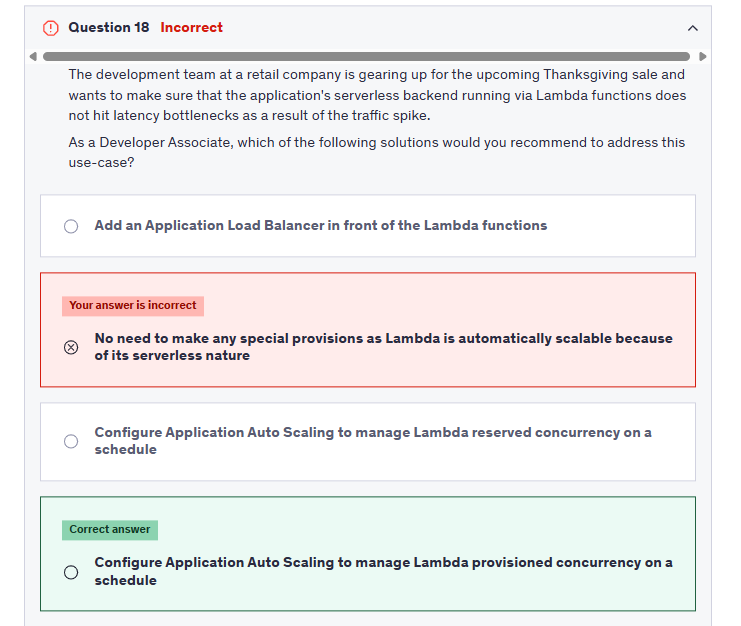 Question 18 Incorrect
The development team at a retail company is gearing up for the upcoming Thanksgiving sale and
wants to make sure that the application's serverless backend running via Lambda functions does
not hit latency bottlenecks as a result of the traffic spike.
As a Developer Associate, which of the following solutions would you recommend to address this
use-case?
Add an Application Load Balancer in front of the Lambda functions
Your answer is incorrect
No need to make any special provisions as Lambda is automatically scalable because
of its serverless nature
Configure Application Auto Scaling to manage Lambda reserved concurrency on a
schedule
Correct answer
Configure Application Auto Scaling to manage Lambda provisioned concurrency on a
schedule